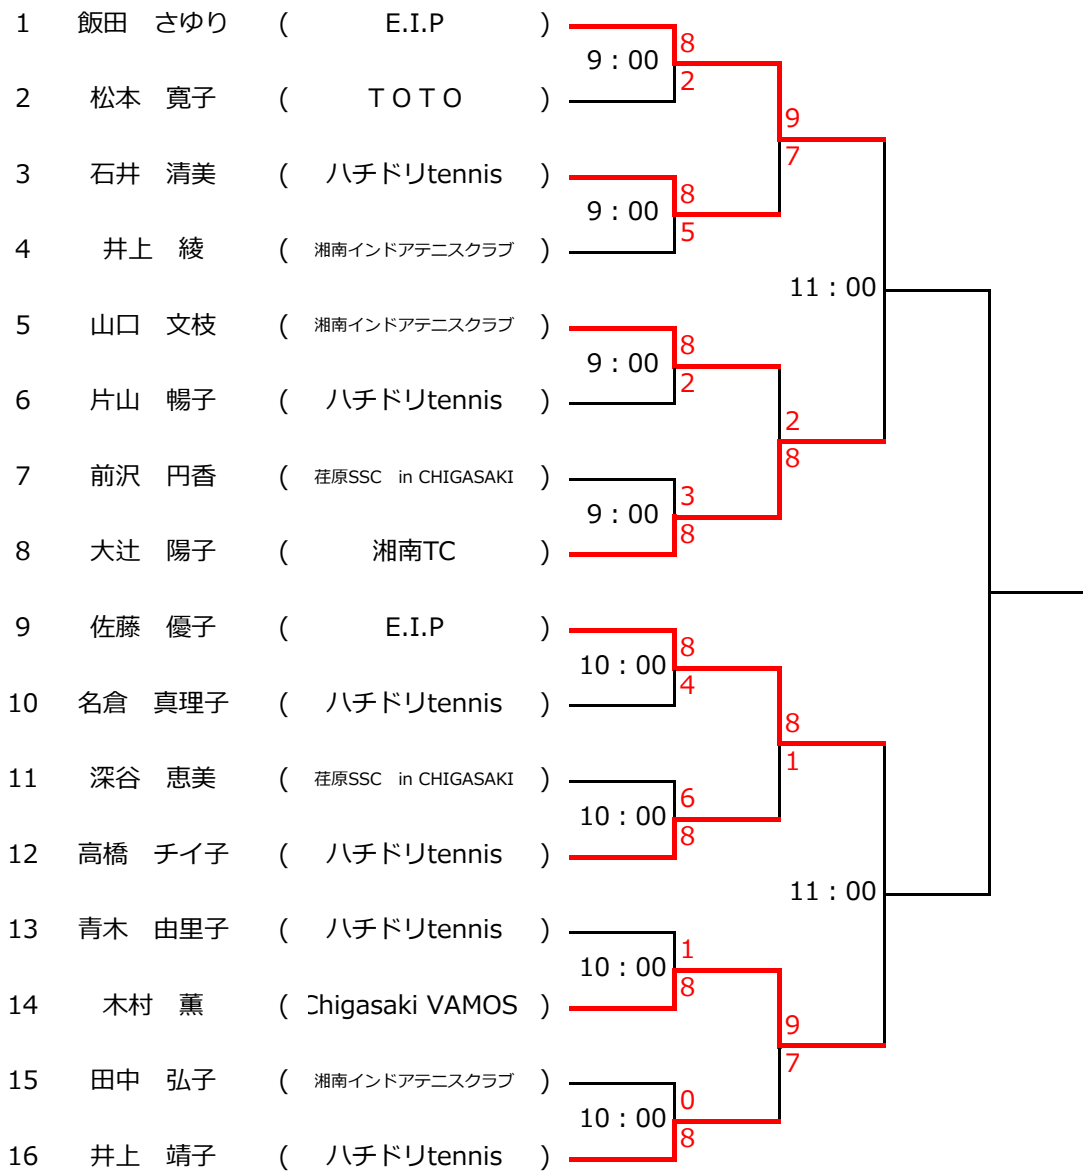 1 飯田 さゆり ( E.I.P )
8
9：00
2
2 松本 寛子 ( ＴＯＴＯ )
9
7
3 石井 清美 ( ハチドリtennis )
8
9：00
5
4 井上 綾 ( 湘南インドアテニスクラブ )
11：00
5 山口 文枝 ( 湘南インドアテニスクラブ )
8
9：00
2
6 片山 暢子 ( ハチドリtennis )
2
8
7 前沢 円香 ( 荏原SSC in CHIGASAKI )
3
9：00
8
8 大辻 陽子 ( 湘南TC )
9 佐藤 優子 ( E.I.P )
8
10：00
4
10 名倉 真理子 ( ハチドリtennis )
8
1
11 深谷 恵美 ( 荏原SSC in CHIGASAKI )
6
10：00
8
12 高橋 チイ子 ( ハチドリtennis )
11：00
13 青木 由里子 ( ハチドリtennis )
1
10：00
8
14 木村 薫 ( Chigasaki VAMOS )
9
7
15 田中 弘子 ( 湘南インドアテニスクラブ )
0
10：00
8
16 井上 靖子 ( ハチドリtennis )